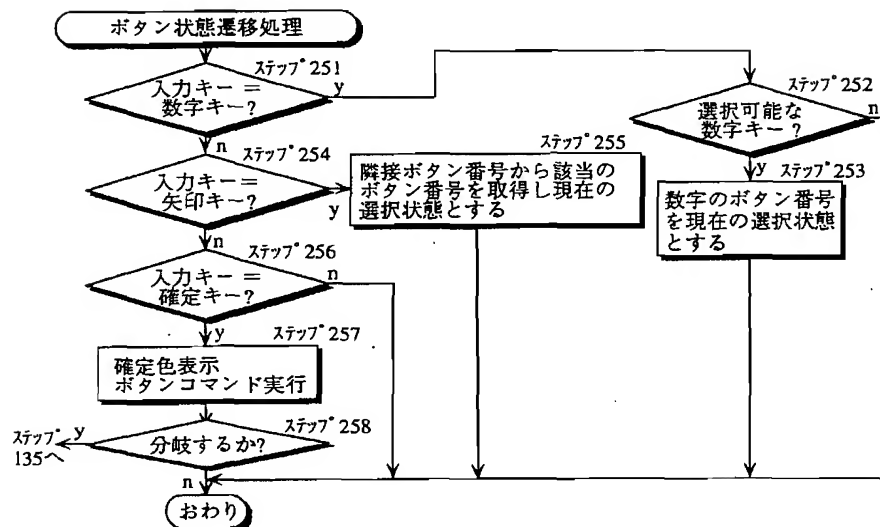 ボタン状態遷移処理
ステップ251
入力キー＝
数字キー？
y
n
ステップ252
選択可能な
数字キー？
n
y
ステップ253
数字のボタン番号
を現在の選択状態
とする
ステップ254
入力キー＝
矢印キー？
y
n
ステップ255
隣接ボタン番号から該当の
ボタン番号を取得し現在の
選択状態とする
ステップ256
入力キー＝
確定キー？
n
y
ステップ257
確定色表示
ボタンコマンド実行
ステップ258
分岐するか？
y
ステップ
135へ
n
おわり